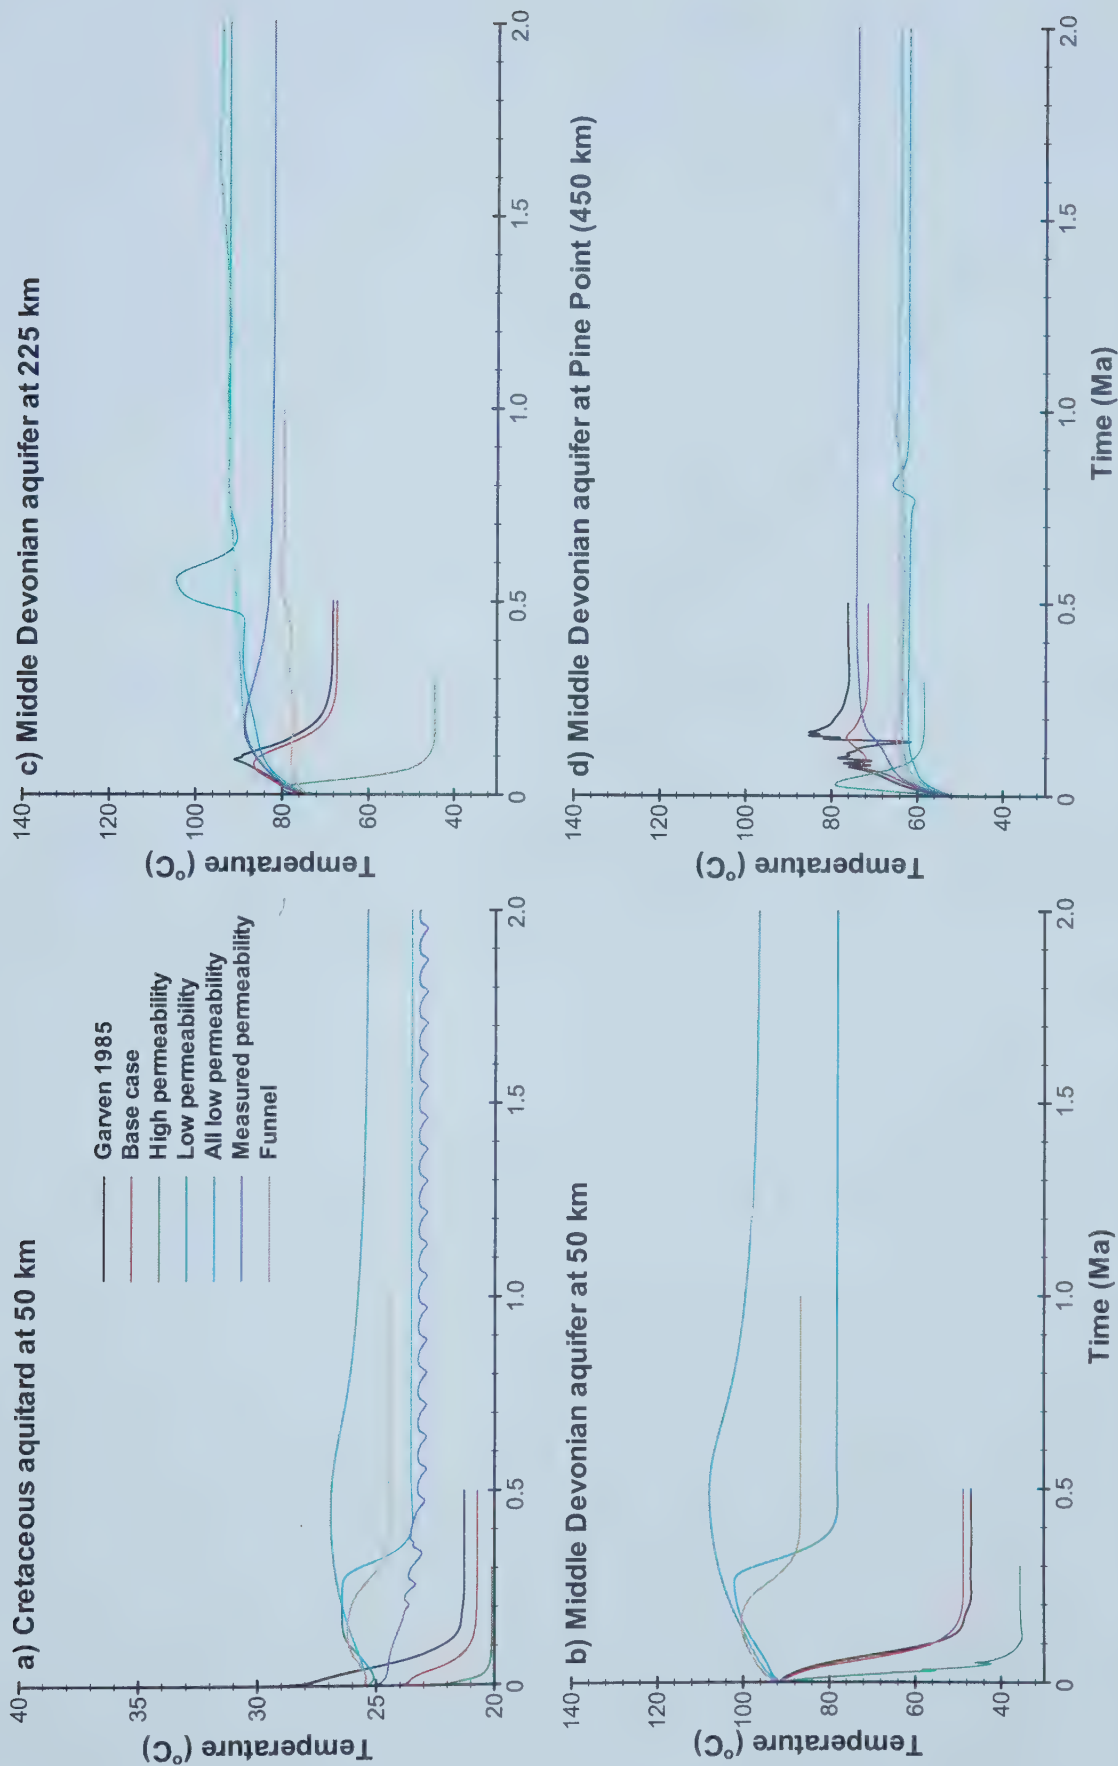 a) Cretaceous aquitard at 50 km
Temperature (°C)
40
35
30
25
20
0
0.5
1.0
1.5
2.0
Garven 1985
Base case
High permeability
Low permeability
All low permeability
Measured permeability
Funnel
b) Middle Devonian aquifer at 50 km
Temperature (°C)
140
120
100
80
60
40
0
0.5
1.0
1.5
2.0
Time (Ma)
c) Middle Devonian aquifer at 225 km
Temperature (°C)
140
120
100
80
60
40
0
0.5
1.0
1.5
2.0
d) Middle Devonian aquifer at Pine Point (450 km)
Temperature (°C)
140
120
100
80
60
40
0
0.5
1.0
1.5
2.0
Time (Ma)